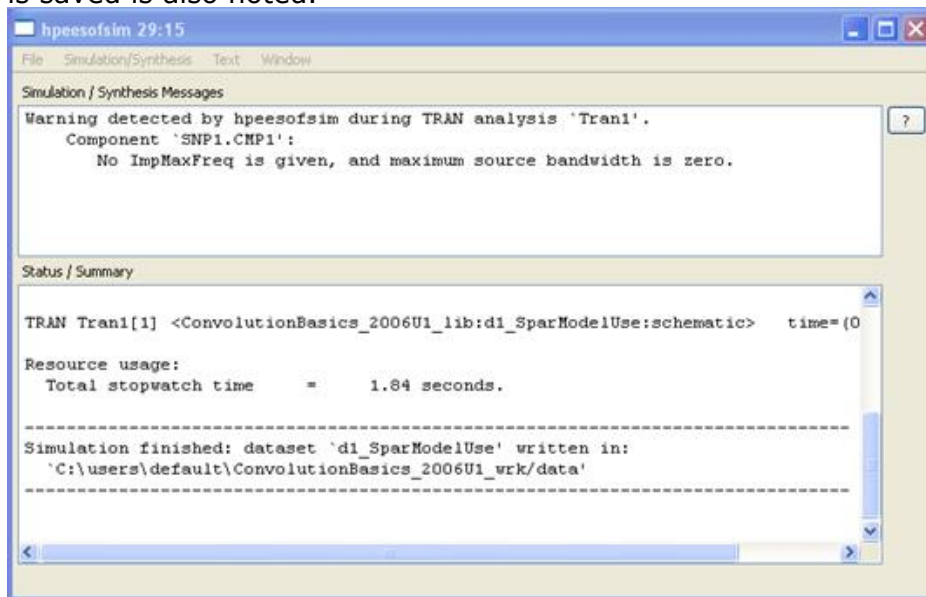 is saved is also noted.
hpeesofsim 29:15
File Simulation/Synthesis Text Window
Simulation / Synthesis Messages
Warning detected by hpeesofsim during TRAN analysis `Tran1'.
Component `SNP1.CMP1':
No ImpMaxFreq is given, and maximum source bandwidth is zero.
?
Status / Summary
TRAN Tran1[1] <ConvolutionBasics_2006U1_lib:d1_SparModelUse:schematic> time=(0
Resource usage:
Total stopwatch time = 1.84 seconds.
--------------------------------------------------------------------------------
Simulation finished: dataset `d1_SparModelUse' written in:
`C:\users\default\ConvolutionBasics_2006U1_wrk/data'
--------------------------------------------------------------------------------